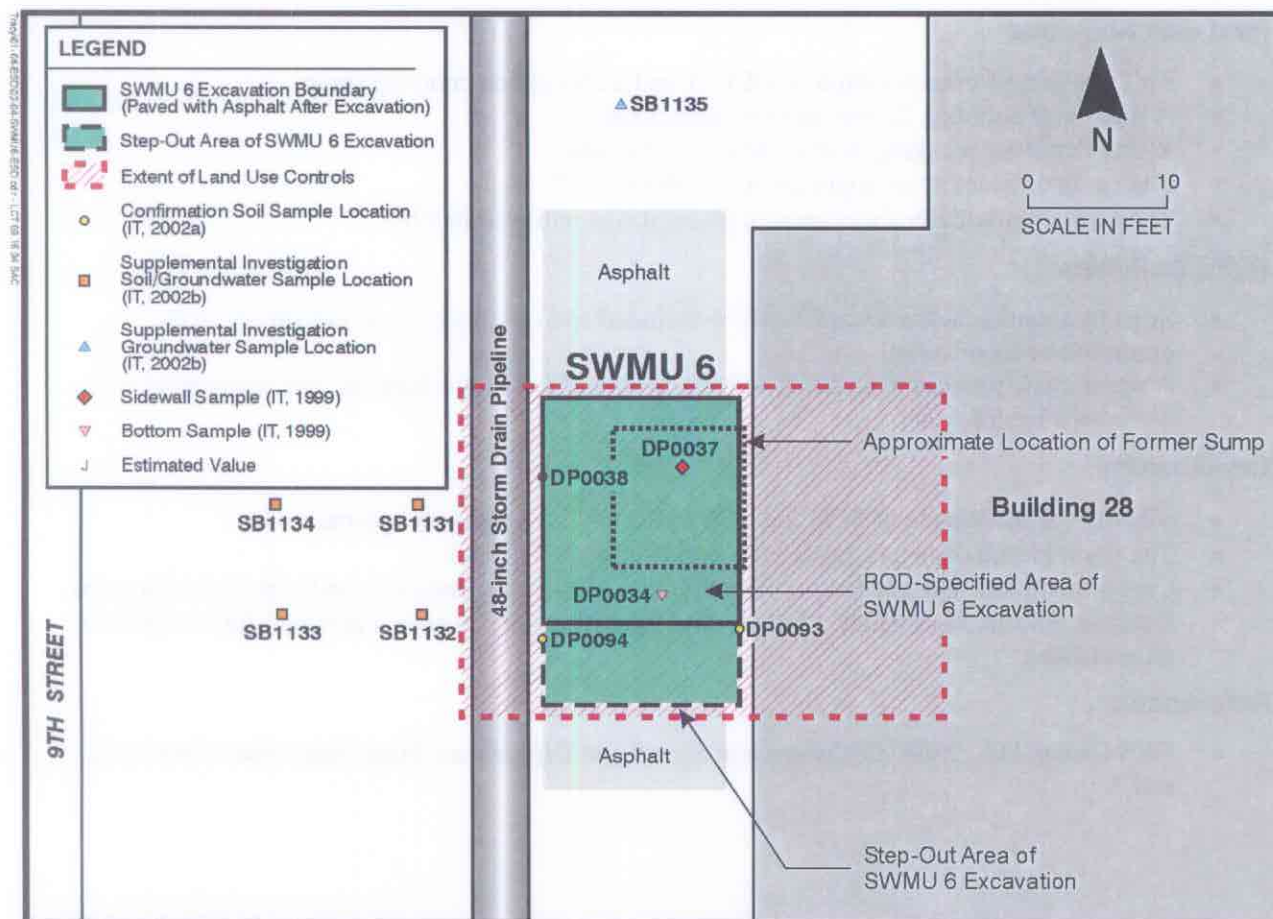 LEGEND
SWMU 6 Excavation Boundary
(Paved with Asphalt After Excavation)
Step-Out Area of SWMU 6 Excavation
Extent of Land Use Controls
Confirmation Soil Sample Location
(IT, 2002a)
Supplemental Investigation
Soil/Groundwater Sample Location
(IT, 2002b)
Supplemental Investigation
Groundwater Sample Location
(IT, 2002b)
Sidewall Sample (IT, 1999)
Bottom Sample (IT, 1999)
J Estimated Value
SB1135
N
0 10
SCALE IN FEET
Asphalt
SWMU 6
48-inch Storm Drain Pipeline
DP0037
Approximate Location of Former Sump
DP0038
SB1134
SB1131
Building 28
DP0034
ROD-Specified Area of
SWMU 6 Excavation
SB1133
SB1132
DP0094
DP0093
9TH STREET
Asphalt
Step-Out Area of
SWMU 6 Excavation